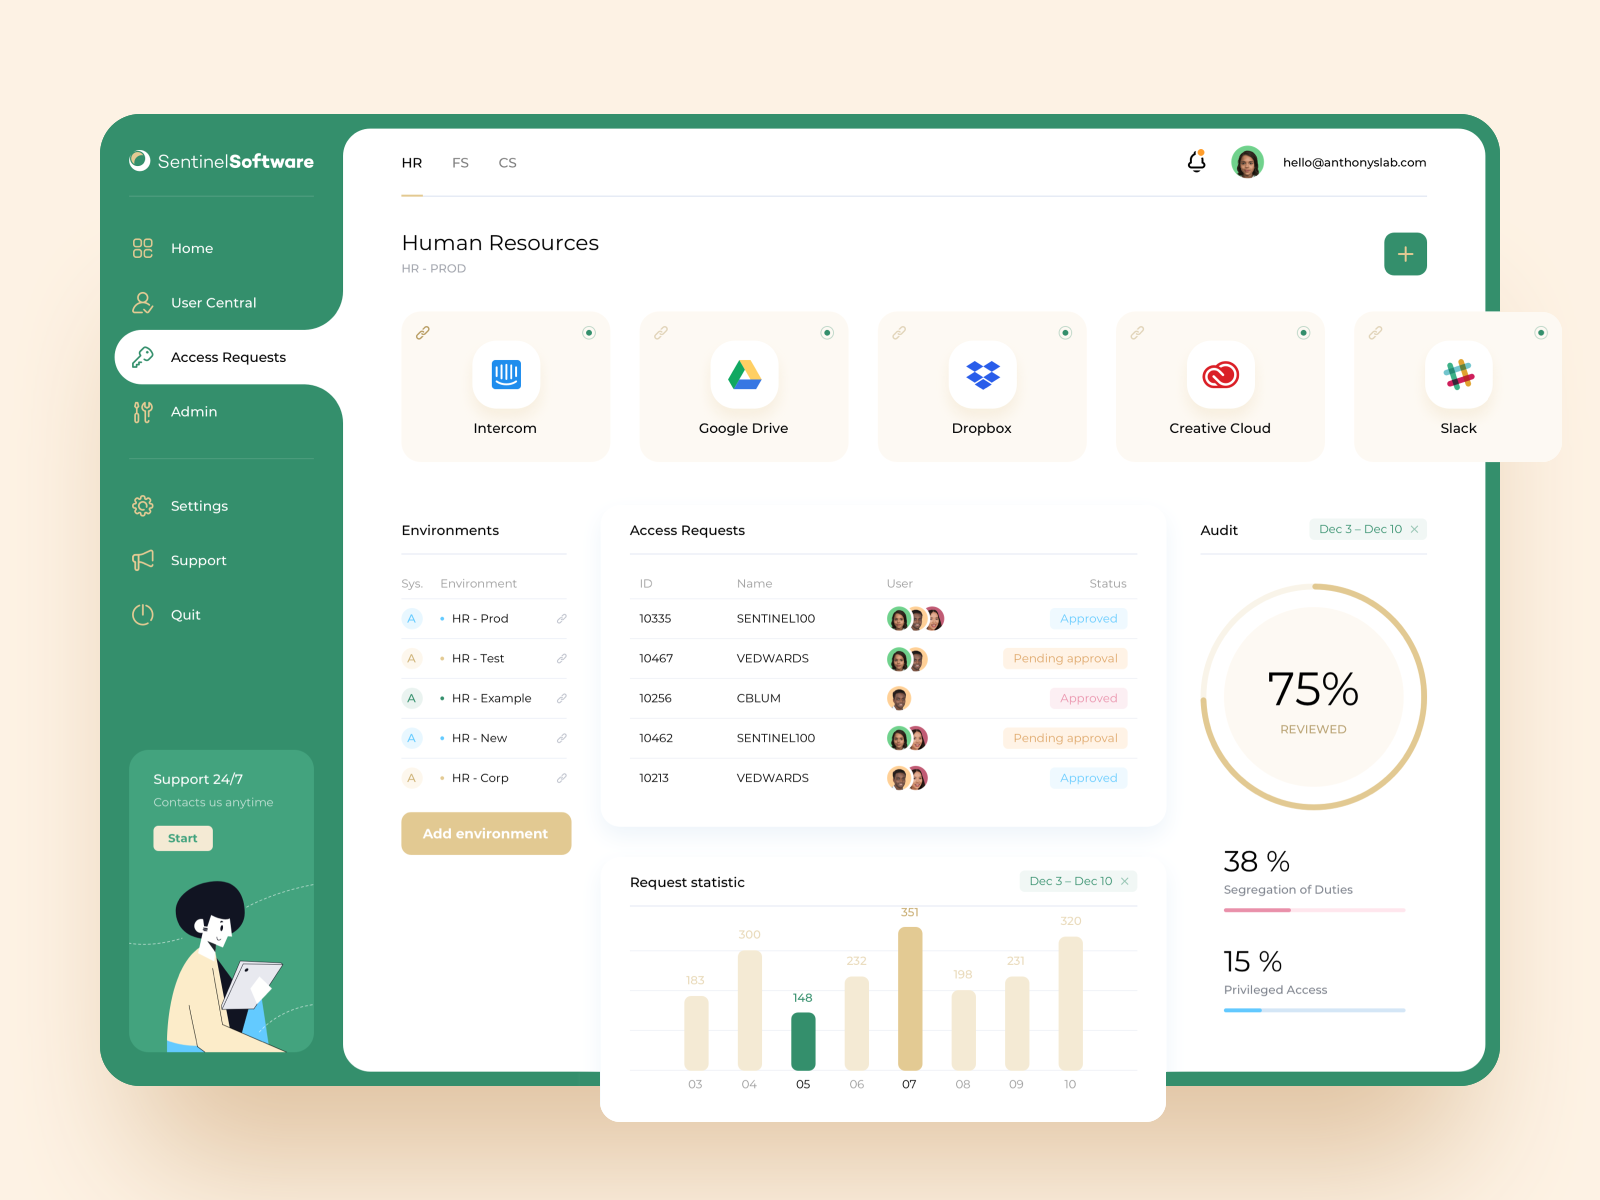 SentinelSoftware
Home
User Central
Access Requests
Admin
Settings
Support
Quit
Support 24/7
Contacts us anytime
Start
HR FS CS
hello@anthonyslab.com
Human Resources
HR - PROD
Intercom
Google Drive
Dropbox
Creative Cloud
Slack
Environments
Sys. Environment
A HR - Prod
A HR - Test
A HR - Example
A HR - New
A HR - Corp
Add environment
Access Requests
ID Name User Status
10335 SENTINEL100 Approved
10467 VEDWARDS Pending approval
10256 CBLUM Approved
10462 SENTINEL100 Pending approval
10213 VEDWARDS Approved
Request statistic
Dec 3 – Dec 10
183 300 148 232 351 198 231 320
03 04 05 06 07 08 09 10
Audit
Dec 3 – Dec 10
75%
REVIEWED
38 %
Segregation of Duties
15 %
Privileged Access